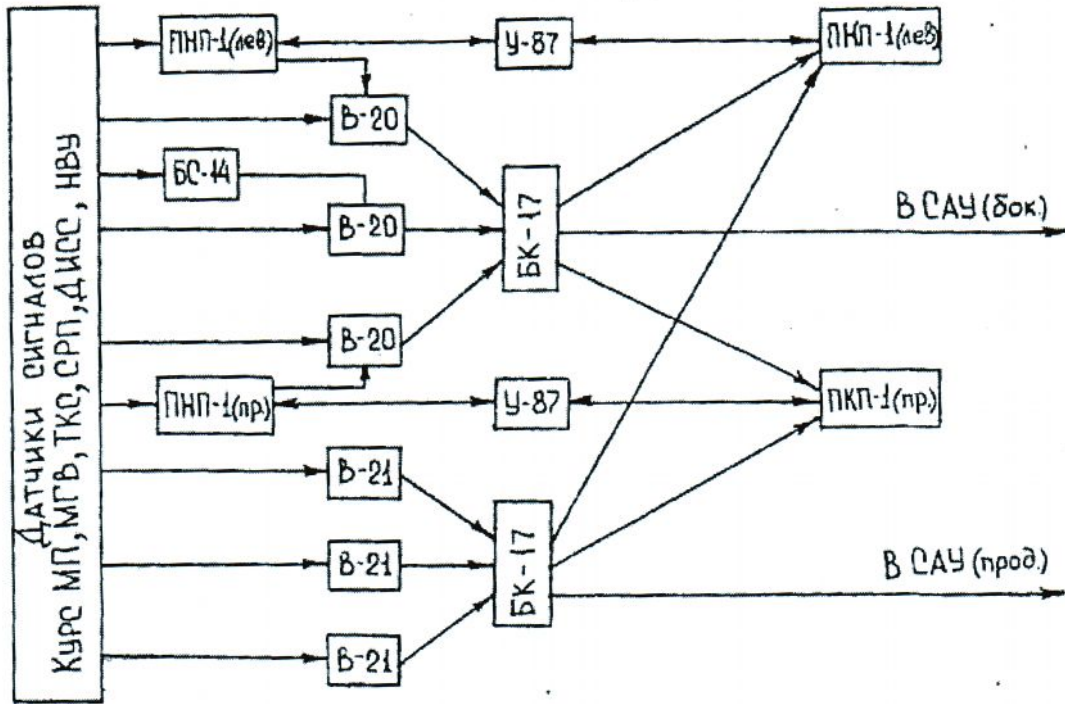 Датчики сигналов
Курс МП, МГВ, ТКС, СРП, ДИСС, НВУ
ПНП-1(лев)
У-87
ПКП-1(лев)
В-20
БС-14
В-20
БК-17
В САУ (бок.)
В-20
ПНП-1(пр.)
У-87
ПКП-1(пр.)
В-21
В-21
БК-17
В САУ (прод.)
В-21